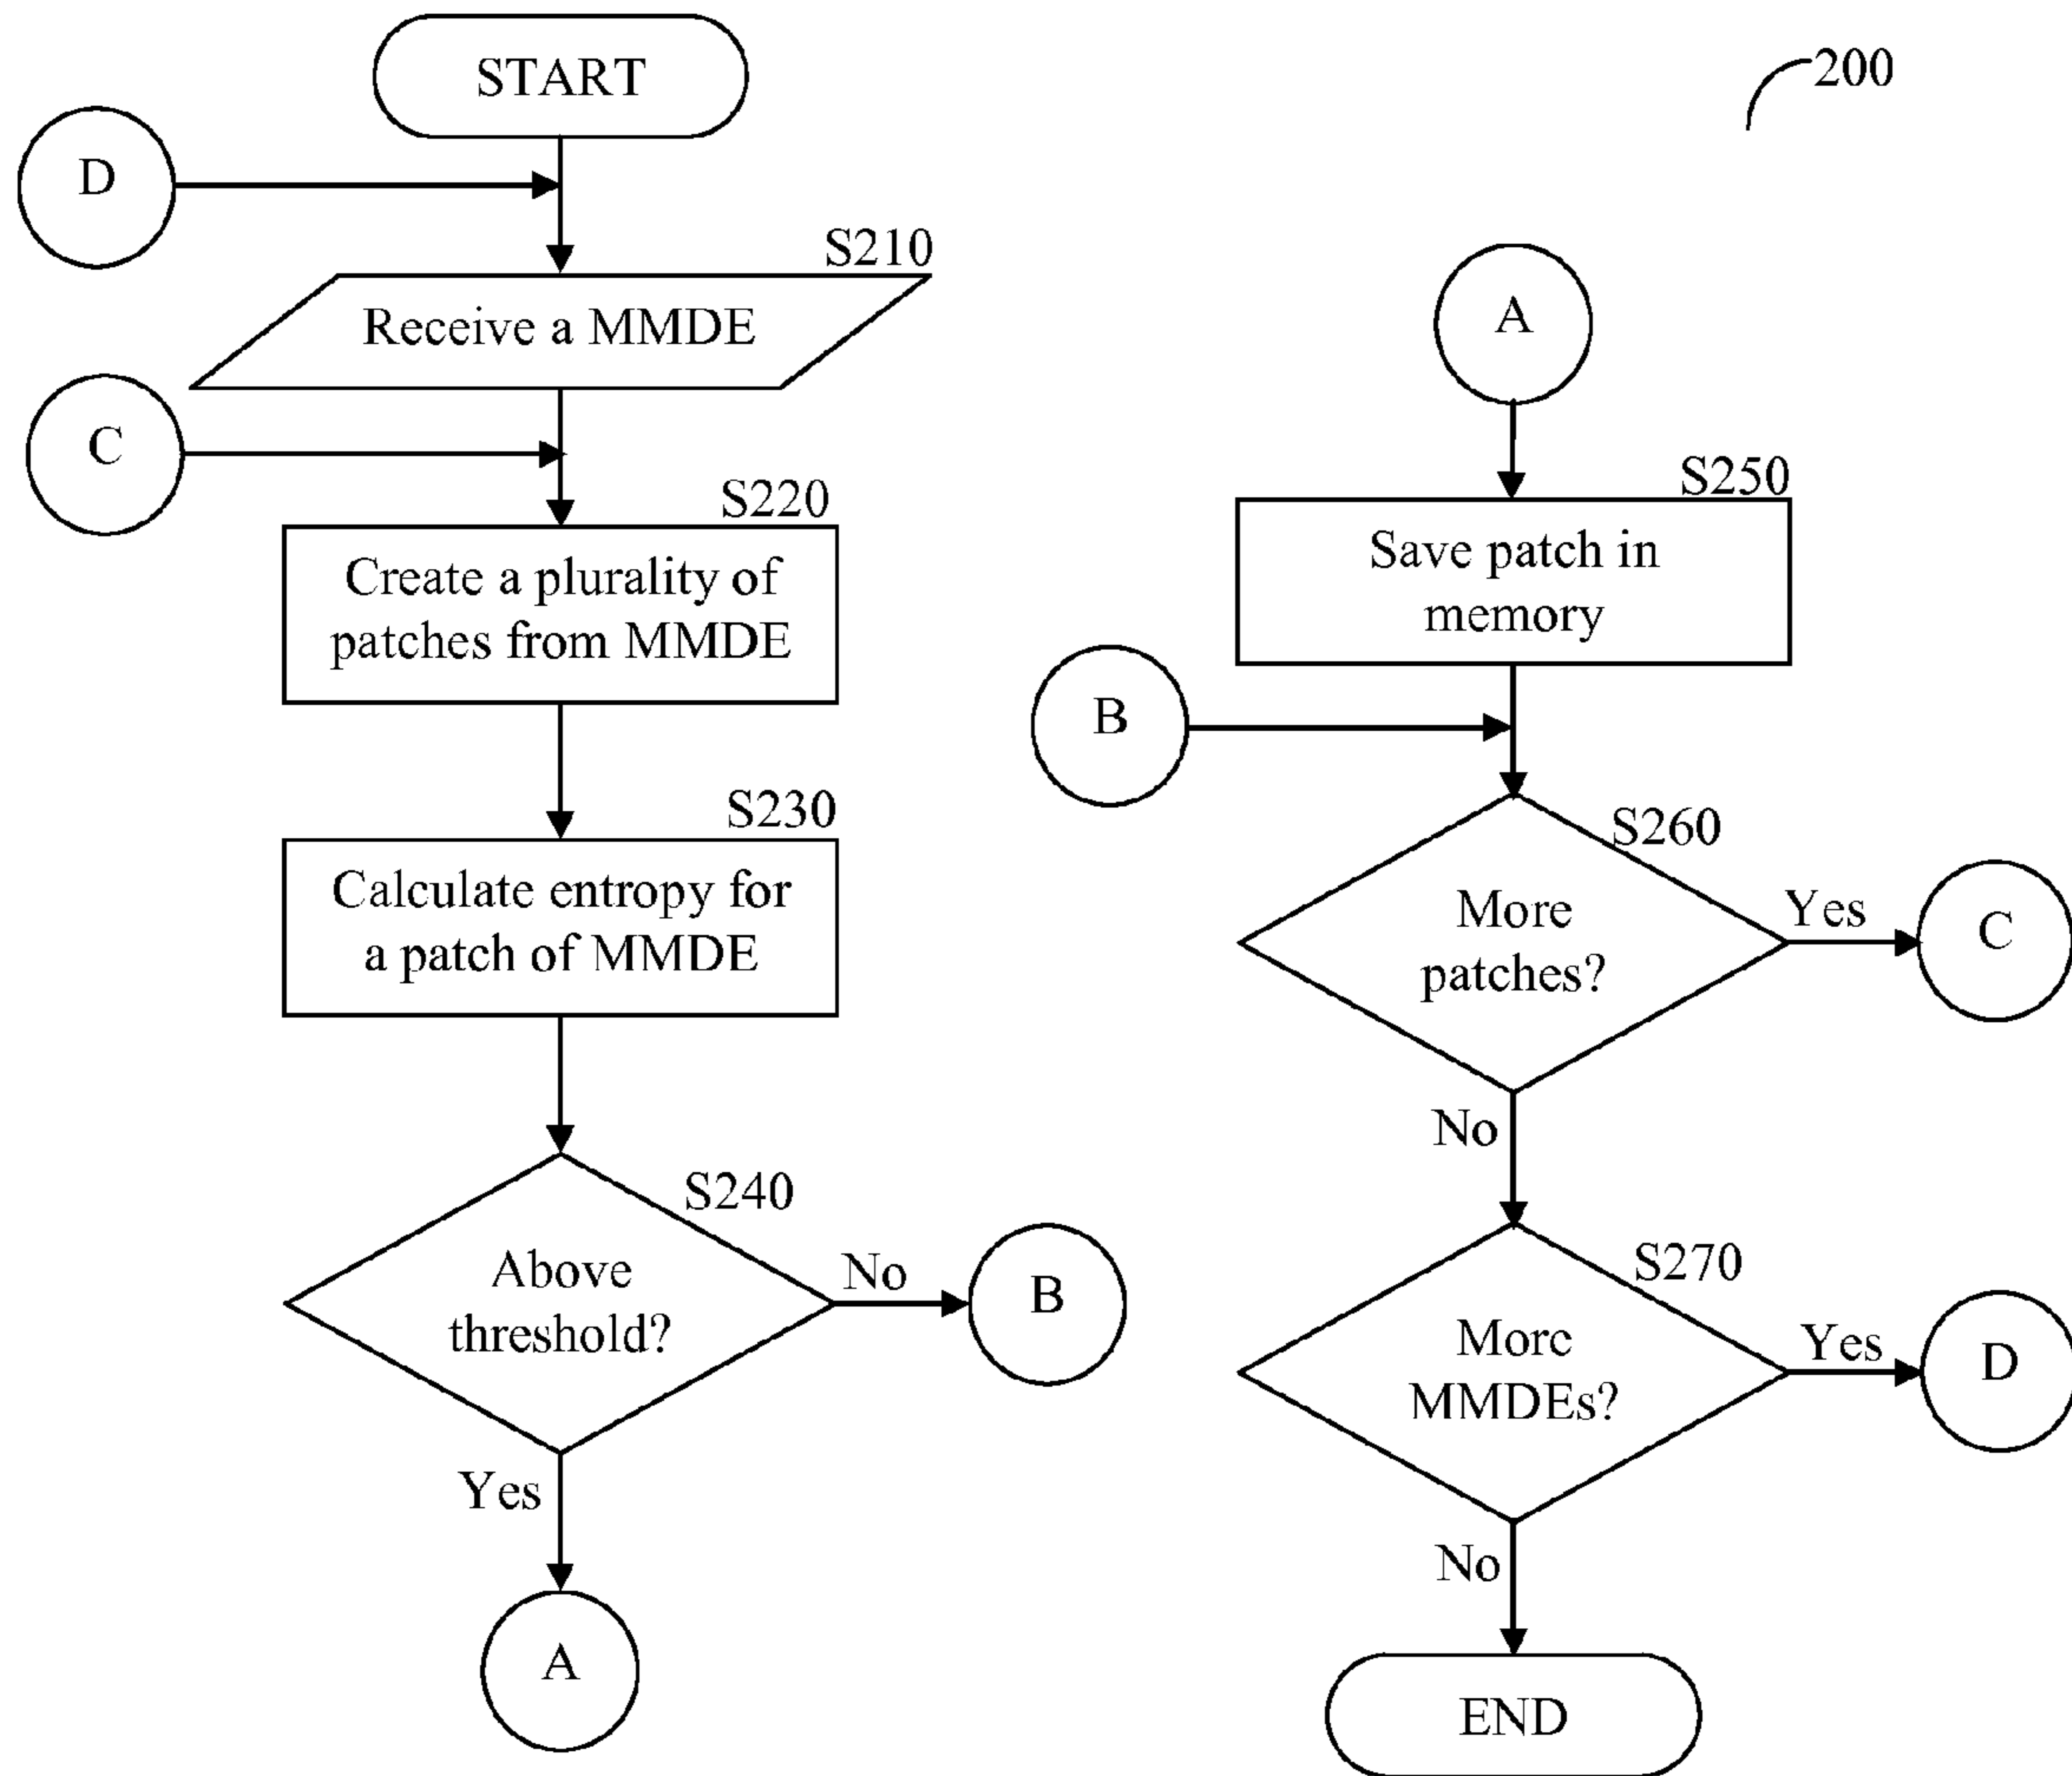 START
200
D
S210
Receive a MMDE
C
S220
Create a plurality of
patches from MMDE
S230
Calculate entropy for
a patch of MMDE
S240
Above
threshold?
No
B
Yes
A
A
S250
Save patch in
memory
B
S260
More
patches?
Yes
C
No
S270
More
MMDEs?
Yes
D
No
END